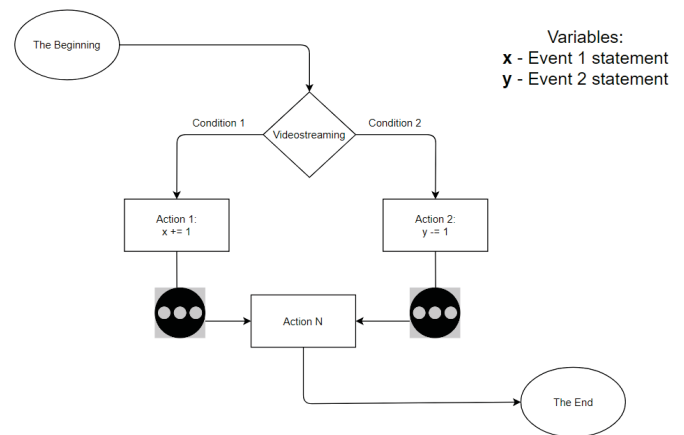 The Beginning
Variables:
x - Event 1 statement
y - Event 2 statement
Condition 1
Condition 2
Videostreaming
Action 1:
x += 1
Action 2:
y -= 1
Action N
The End